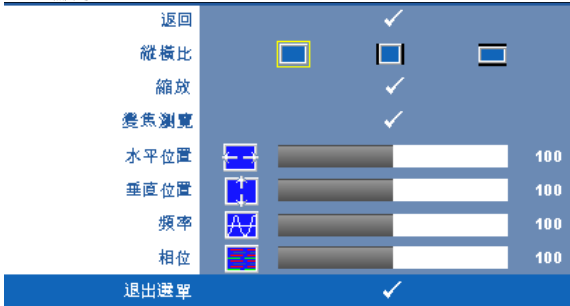 返回
縱橫比
縮放
變焦瀏覽
水平位置 100
垂直位置 100
頻率 100
相位 100
退出選單